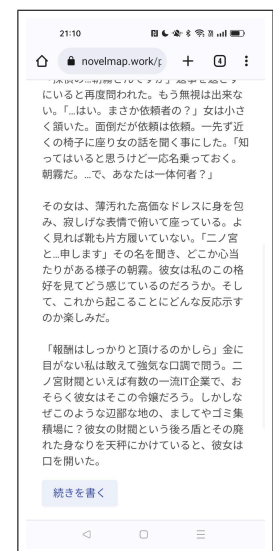 21:10
novelmap.work/p
4
にいると再度問われた。もう無視は出来な
い。「...はい。まさか依頼者の?」女は小さ
く頷いた。面倒だが依頼は依頼。一先ず近
くの椅子に座り女の話を聞く事にした。「知
ってはいると思うけど一応名乗っておく。
朝霧だ。...で、あなたは一体何者?」
その女は、薄汚れた高価なドレスに身を包
み、寂しげな表情で俯いて座っている。よ
く見れば靴も片方履いていない。「二ノ宮
と...申します」その名を聞き、どこか心当
たりがある様子の朝霧。彼女は私のこの格
好を見てどう感じているのだろうか。そし
て、これから起こることにどんな反応示す
のか楽しみだ。
「報酬はしっかりと頂けるのかしら」金に
目がない私は敢えて強気な口調で問う。二
ノ宮財閥といえば有数の一流IT企業で、お
そらく彼女はそこの令嬢だろう。しかしな
ぜこのような辺鄙な地の、ましてやゴミ集
積場に?彼女の財閥という後ろ盾とその廃
れた身なりを天秤にかけていると、彼女は
口を開いた。
続きを書く